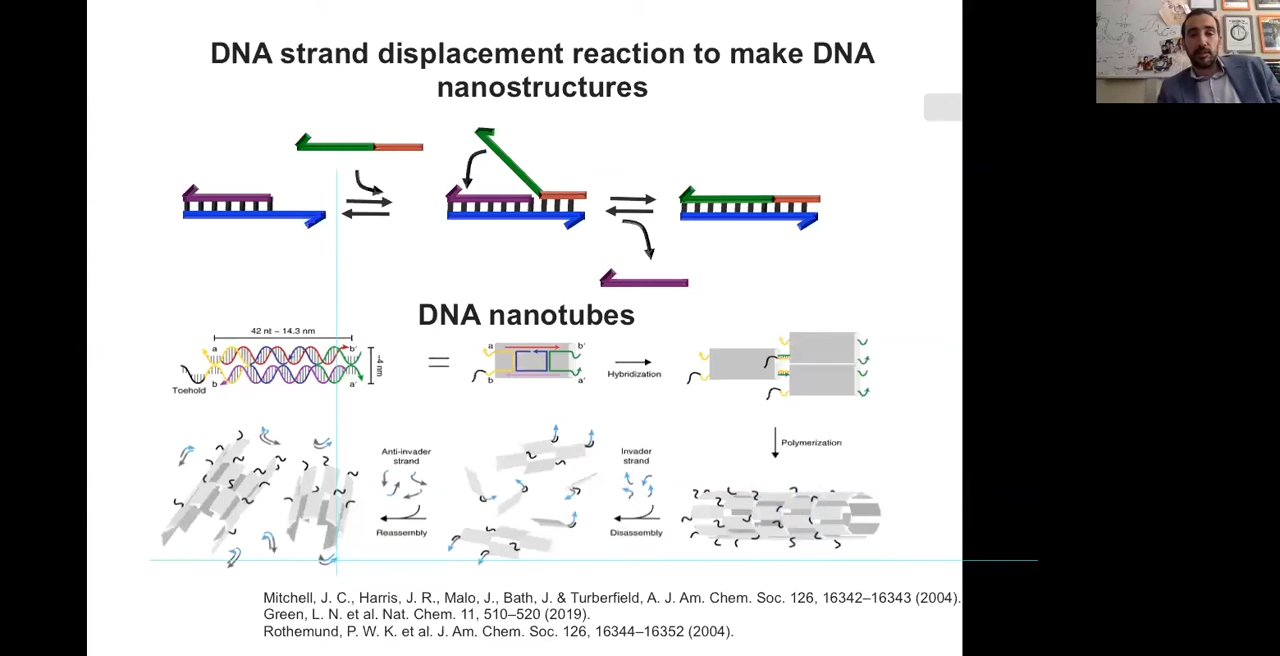 DNA strand displacement reaction to make DNA
nanostructures
DNA nanotubes
42 nt ~ 14.3 nm
a
b'
~4 nm
Toehold
b
a'
a
b'
b
a'
Hybridization
Polymerization
Anti-invader
strand
Reassembly
Invader
strand
Disassembly
Mitchell, J. C., Harris, J. R., Malo, J., Bath, J. & Turberfield, A. J. Am. Chem. Soc. 126, 16342–16343 (2004).
Green, L. N. et al. Nat. Chem. 11, 510–520 (2019).
Rothemund, P. W. K. et al. J. Am. Chem. Soc. 126, 16344–16352 (2004).